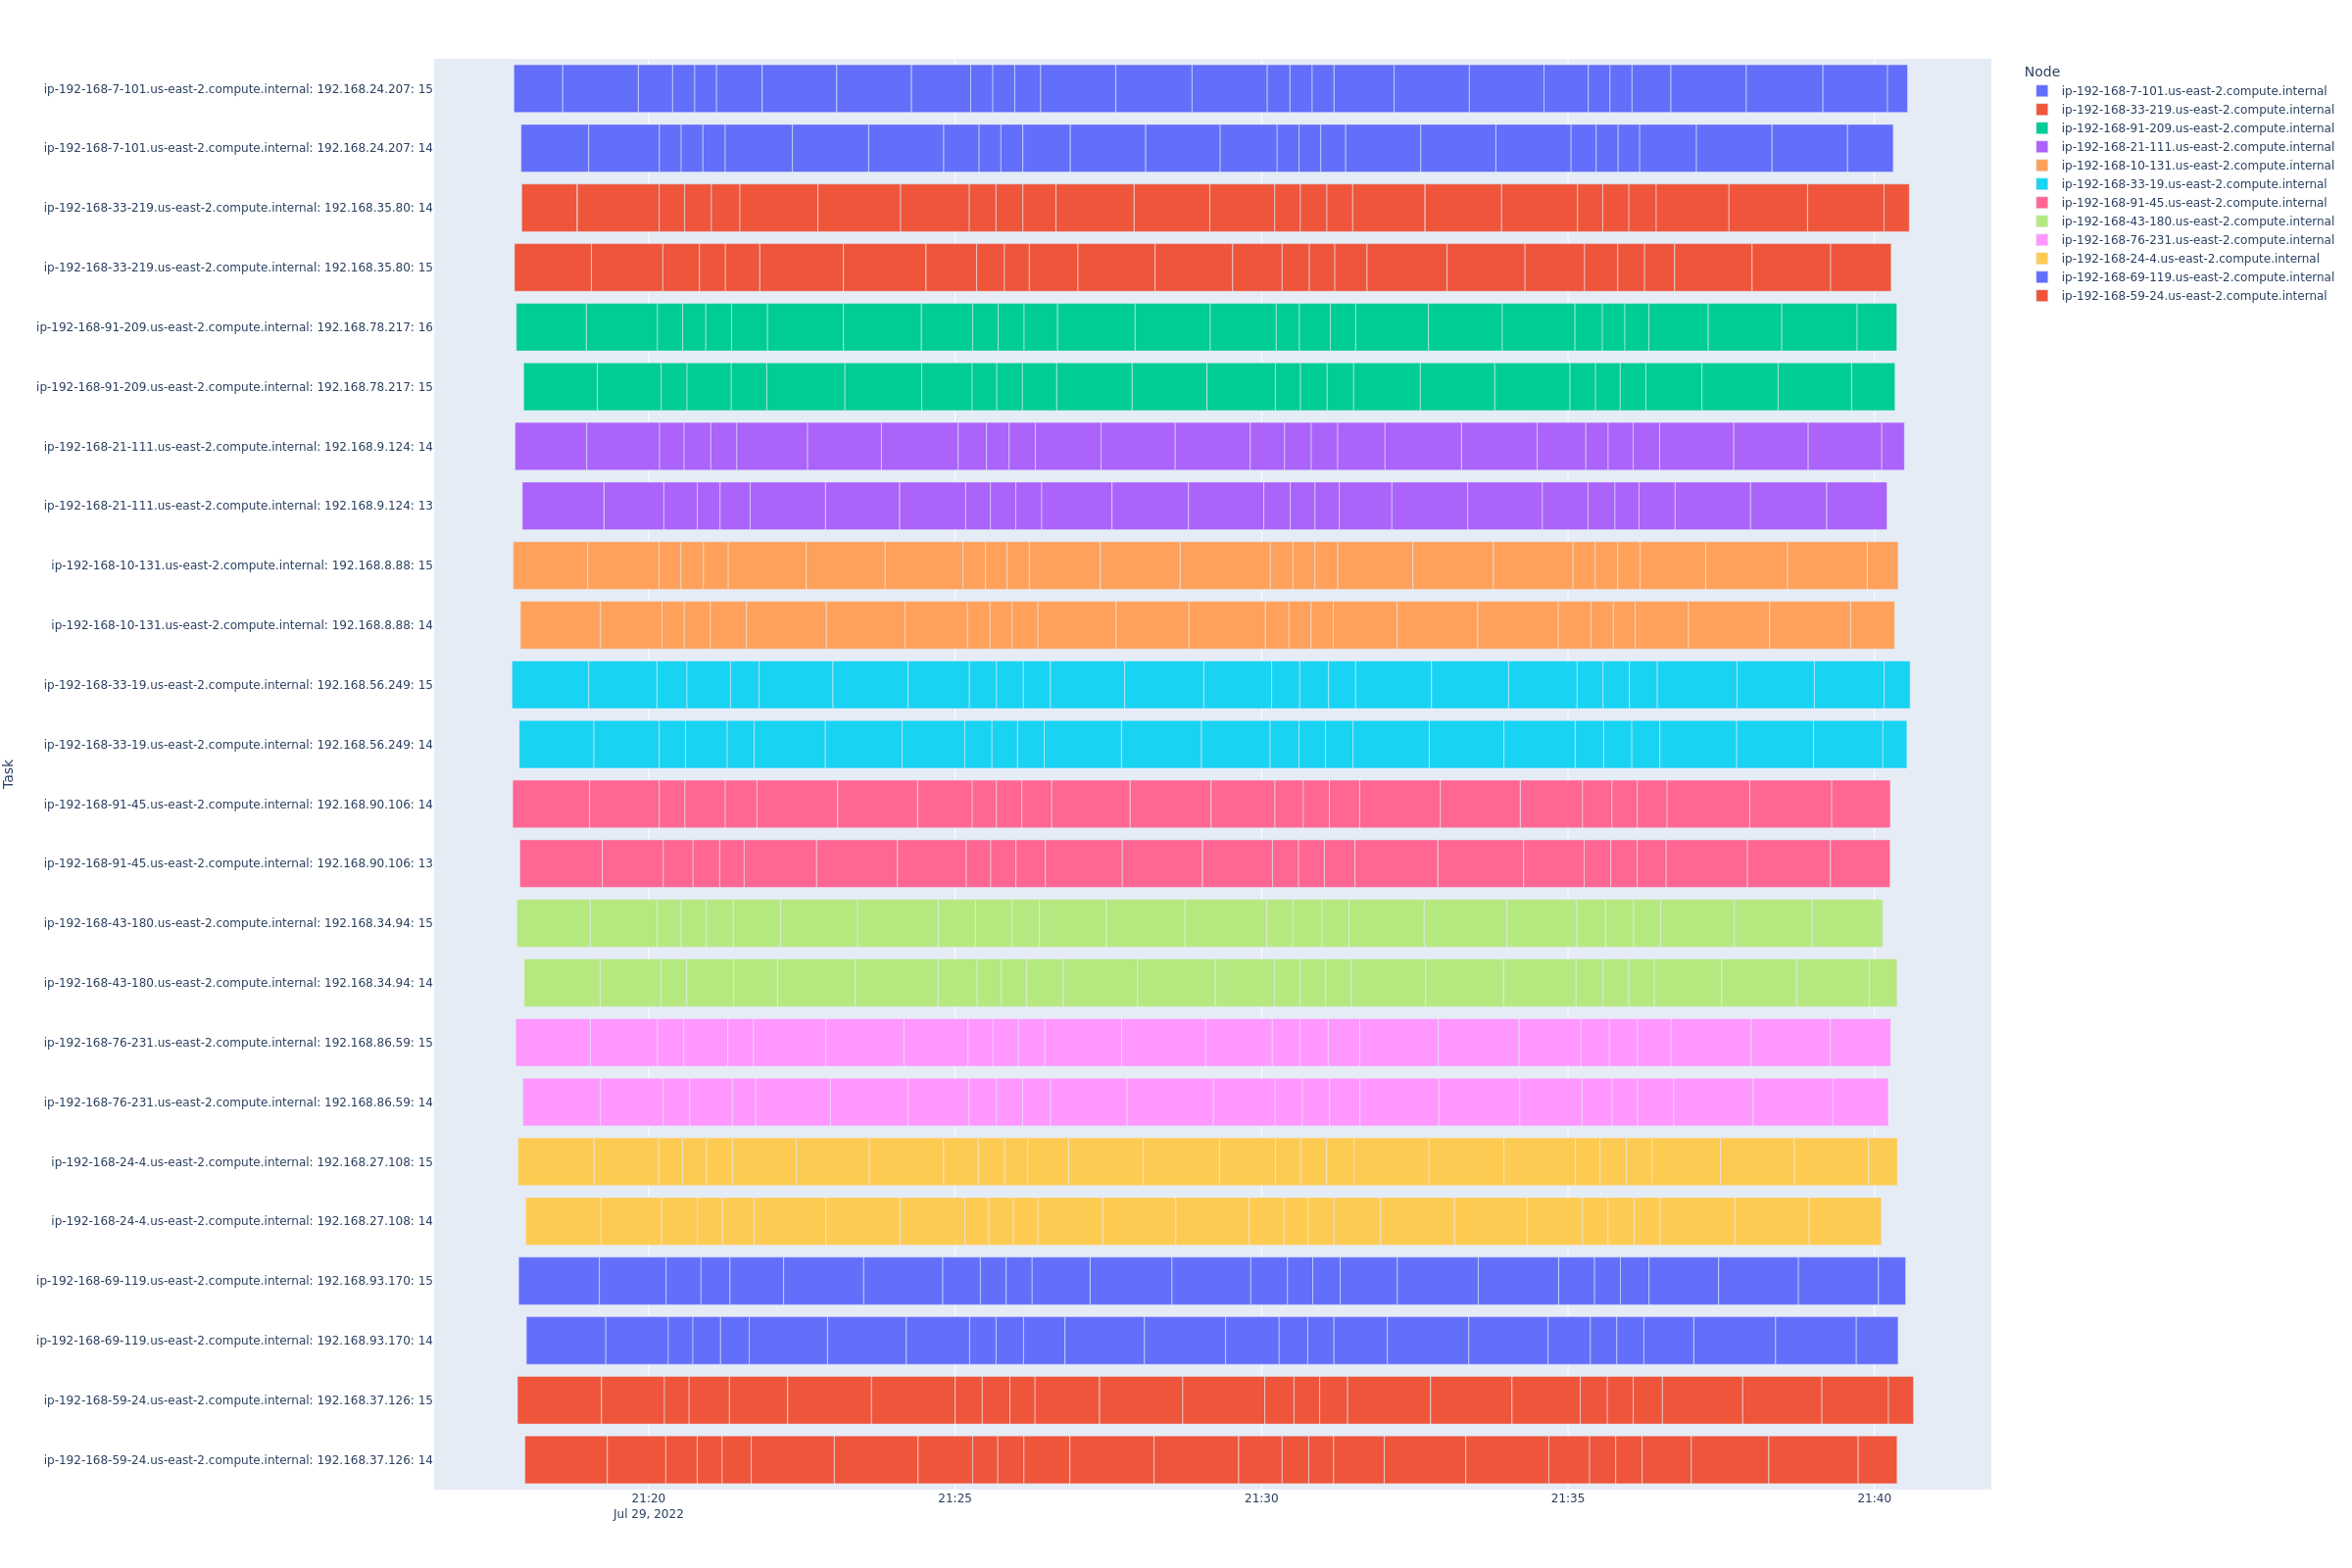 Task
ip-192-168-7-101.us-east-2.compute.internal: 192.168.24.207: 15
ip-192-168-7-101.us-east-2.compute.internal: 192.168.24.207: 14
ip-192-168-33-219.us-east-2.compute.internal: 192.168.35.80: 14
ip-192-168-33-219.us-east-2.compute.internal: 192.168.35.80: 15
ip-192-168-91-209.us-east-2.compute.internal: 192.168.78.217: 16
ip-192-168-91-209.us-east-2.compute.internal: 192.168.78.217: 15
ip-192-168-21-111.us-east-2.compute.internal: 192.168.9.124: 14
ip-192-168-21-111.us-east-2.compute.internal: 192.168.9.124: 13
ip-192-168-10-131.us-east-2.compute.internal: 192.168.8.88: 15
ip-192-168-10-131.us-east-2.compute.internal: 192.168.8.88: 14
ip-192-168-33-19.us-east-2.compute.internal: 192.168.56.249: 15
ip-192-168-33-19.us-east-2.compute.internal: 192.168.56.249: 14
ip-192-168-91-45.us-east-2.compute.internal: 192.168.90.106: 14
ip-192-168-91-45.us-east-2.compute.internal: 192.168.90.106: 13
ip-192-168-43-180.us-east-2.compute.internal: 192.168.34.94: 15
ip-192-168-43-180.us-east-2.compute.internal: 192.168.34.94: 14
ip-192-168-76-231.us-east-2.compute.internal: 192.168.86.59: 15
ip-192-168-76-231.us-east-2.compute.internal: 192.168.86.59: 14
ip-192-168-24-4.us-east-2.compute.internal: 192.168.27.108: 15
ip-192-168-24-4.us-east-2.compute.internal: 192.168.27.108: 14
ip-192-168-69-119.us-east-2.compute.internal: 192.168.93.170: 15
ip-192-168-69-119.us-east-2.compute.internal: 192.168.93.170: 14
ip-192-168-59-24.us-east-2.compute.internal: 192.168.37.126: 15
ip-192-168-59-24.us-east-2.compute.internal: 192.168.37.126: 14
21:20 21:25 21:30 21:35 21:40
Jul 29, 2022
Node
ip-192-168-7-101.us-east-2.compute.internal
ip-192-168-33-219.us-east-2.compute.internal
ip-192-168-91-209.us-east-2.compute.internal
ip-192-168-21-111.us-east-2.compute.internal
ip-192-168-10-131.us-east-2.compute.internal
ip-192-168-33-19.us-east-2.compute.internal
ip-192-168-91-45.us-east-2.compute.internal
ip-192-168-43-180.us-east-2.compute.internal
ip-192-168-76-231.us-east-2.compute.internal
ip-192-168-24-4.us-east-2.compute.internal
ip-192-168-69-119.us-east-2.compute.internal
ip-192-168-59-24.us-east-2.compute.internal